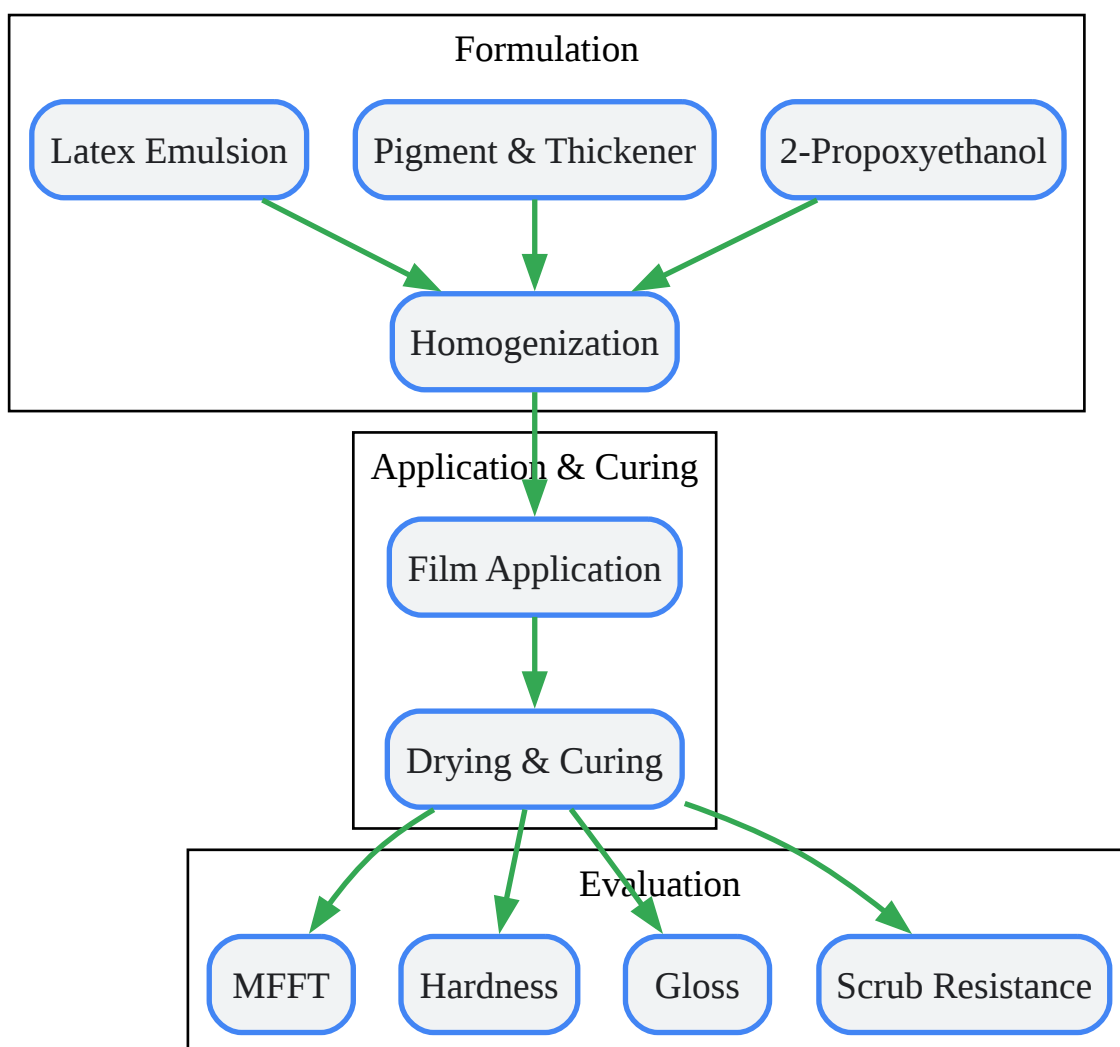 Formulation
Latex Emulsion
Pigment & Thickener
2-Propoxyethanol
Homogenization
Application & Curing
Film Application
Drying & Curing
Evaluation
MFFT
Hardness
Gloss
Scrub Resistance